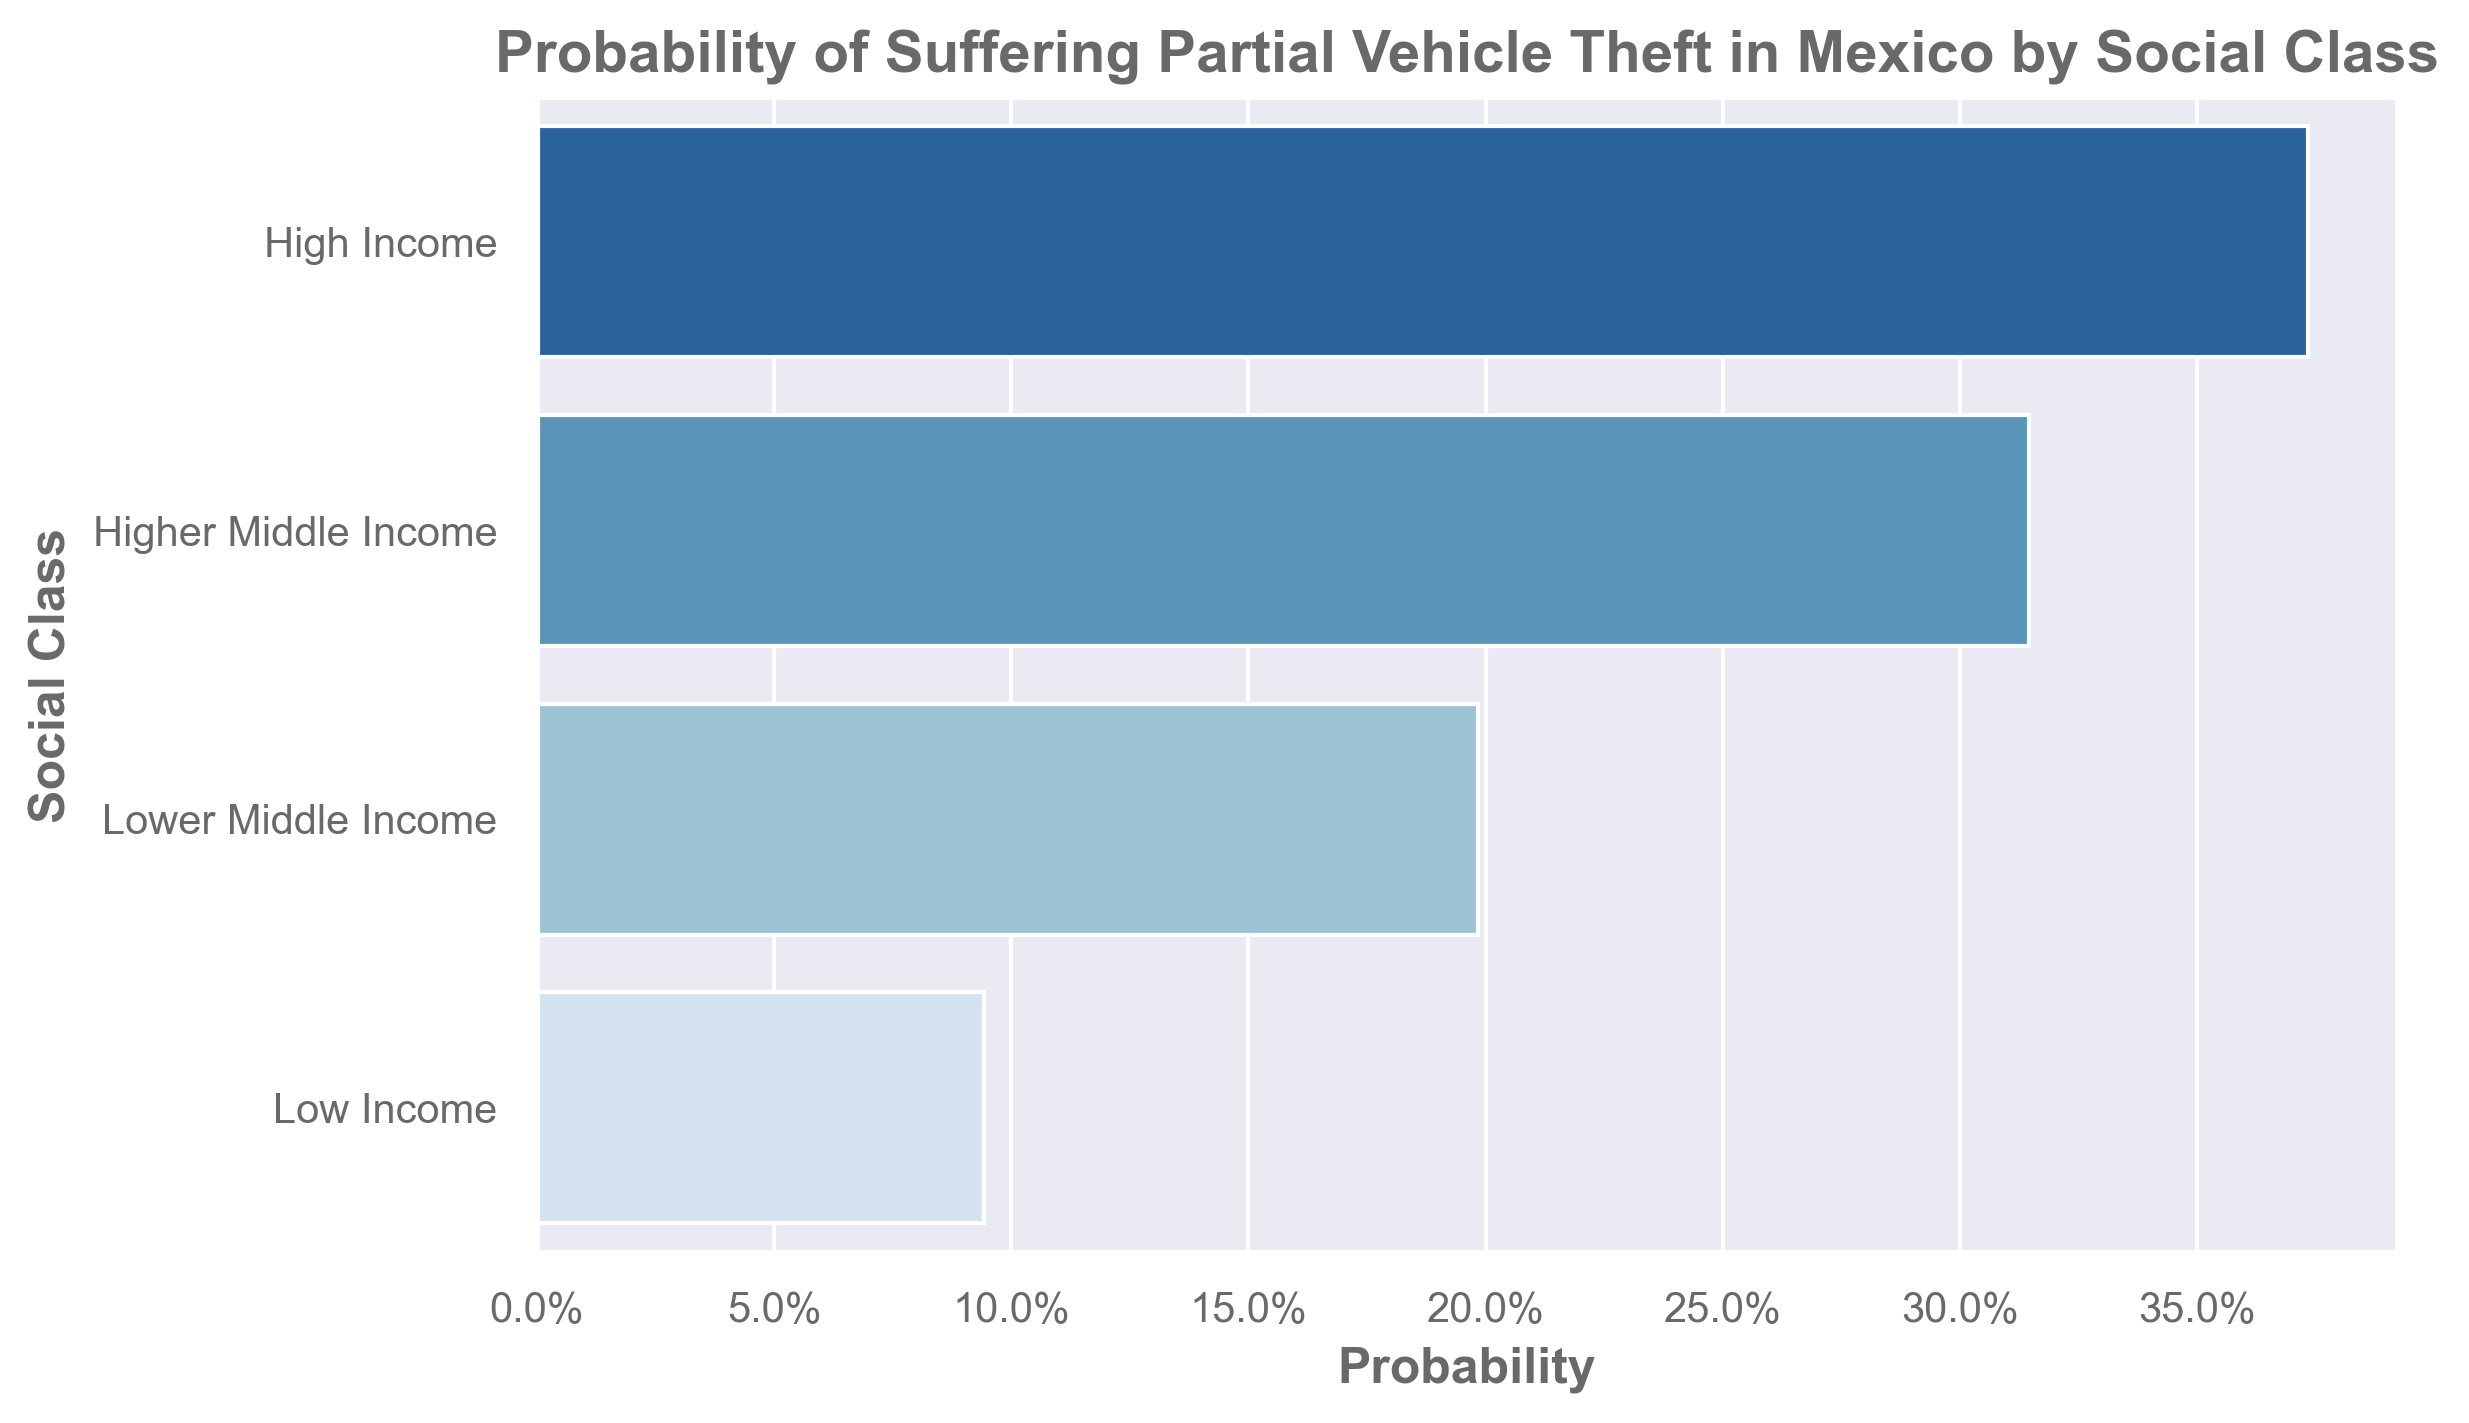 Probability of Suffering Partial Vehicle Theft in Mexico by Social Class
Social Class
High Income
Higher Middle Income
Lower Middle Income
Low Income
0.0% 5.0% 10.0% 15.0% 20.0% 25.0% 30.0% 35.0%
Probability